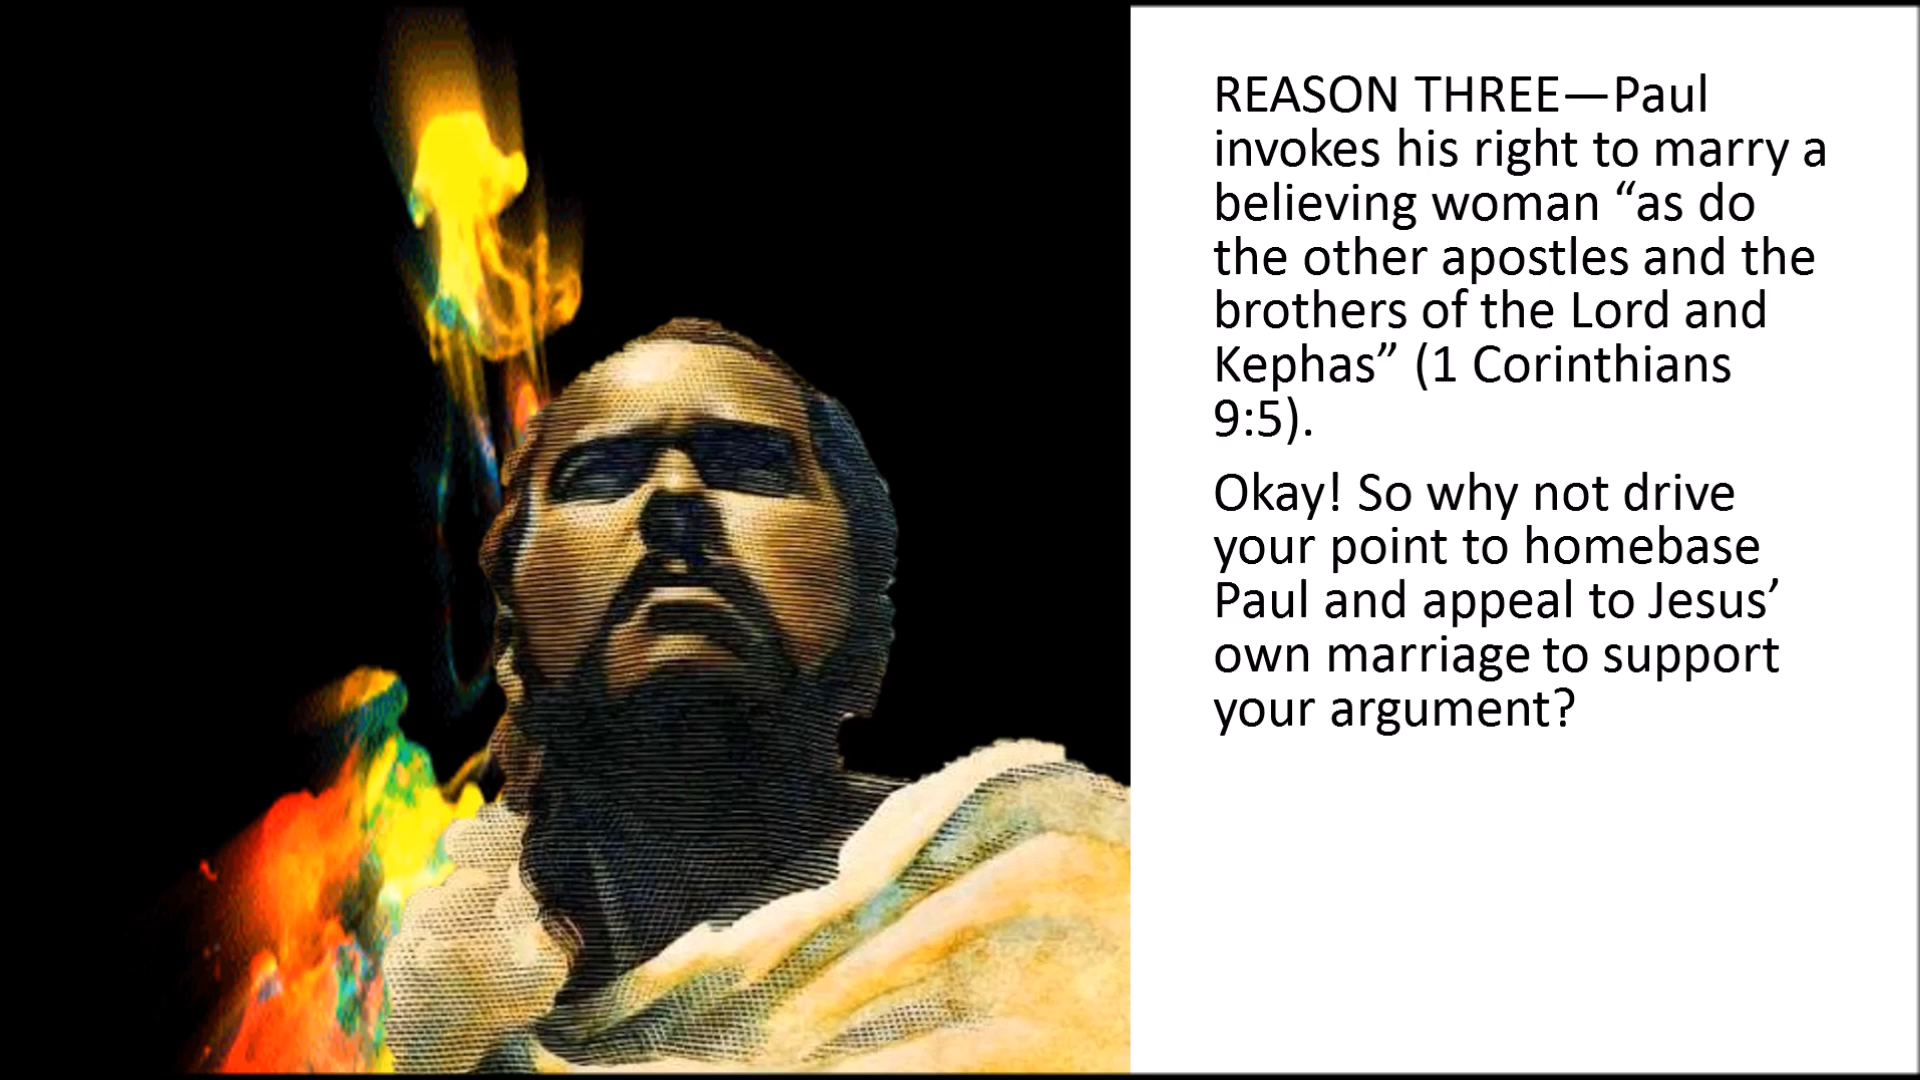 REASON THREE—Paul
invokes his right to marry a
believing woman “as do
the other apostles and the
brothers of the Lord and
Kephas” (1 Corinthians
9:5).
Okay! So why not drive
your point to homebase
Paul and appeal to Jesus’
own marriage to support
your argument?